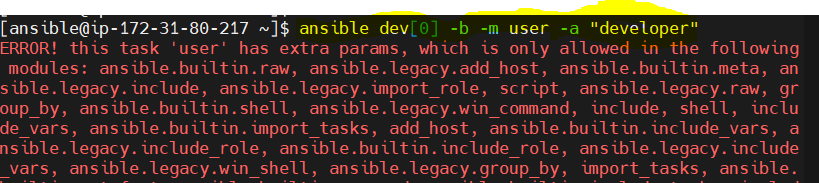 [ansible@ip-172-31-80-217 ~]$ ansible dev[0] -b -m user -a "developer"
ERROR! this task 'user' has extra params, which is only allowed in the following
 modules: ansible.builtin.raw, ansible.legacy.add_host, ansible.builtin.meta, an
sible.legacy.include, ansible.legacy.import_role, script, ansible.legacy.raw, gr
oup_by, ansible.builtin.shell, ansible.legacy.win_command, include, shell, inclu
de_vars, ansible.builtin.import_tasks, add_host, ansible.builtin.include_vars, a
nsible.legacy.include_role, ansible.builtin.include_role, ansible.legacy.include
_vars, ansible.legacy.win_shell, ansible.legacy.group_by, import_tasks, ansible.